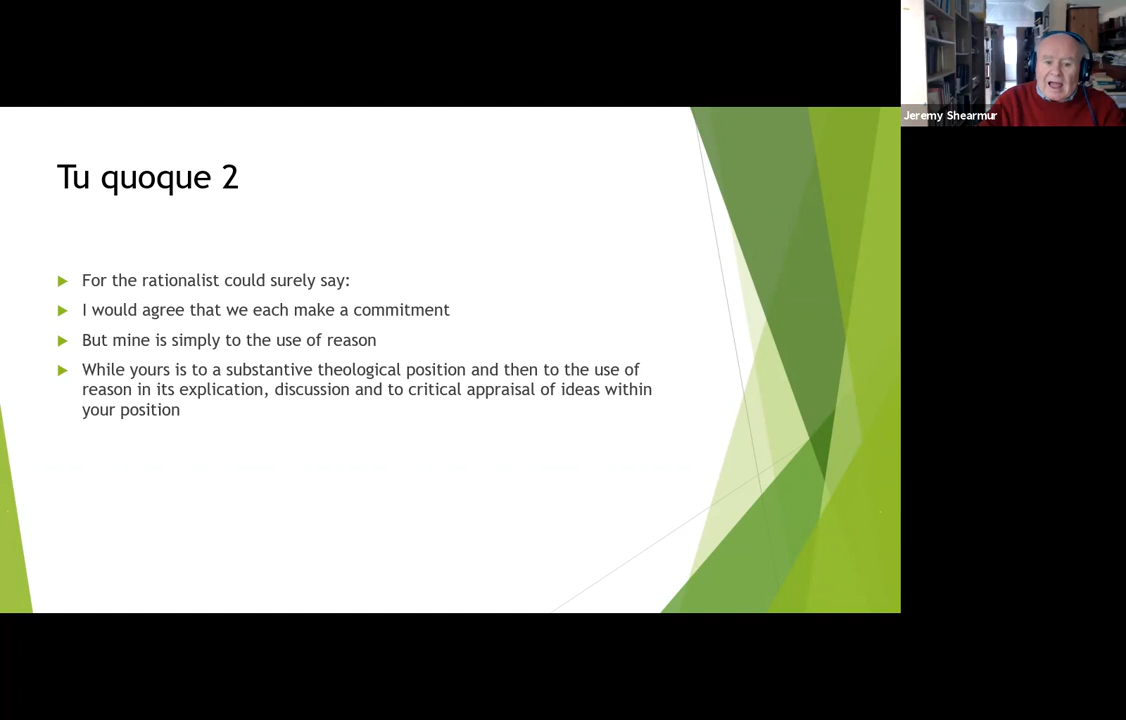 Jeremy Shearmur
Tu quoque 2
For the rationalist could surely say:
I would agree that we each make a commitment
But mine is simply to the use of reason
While yours is to a substantive theological position and then to the use of
reason in its explication, discussion and to critical appraisal of ideas within
your position